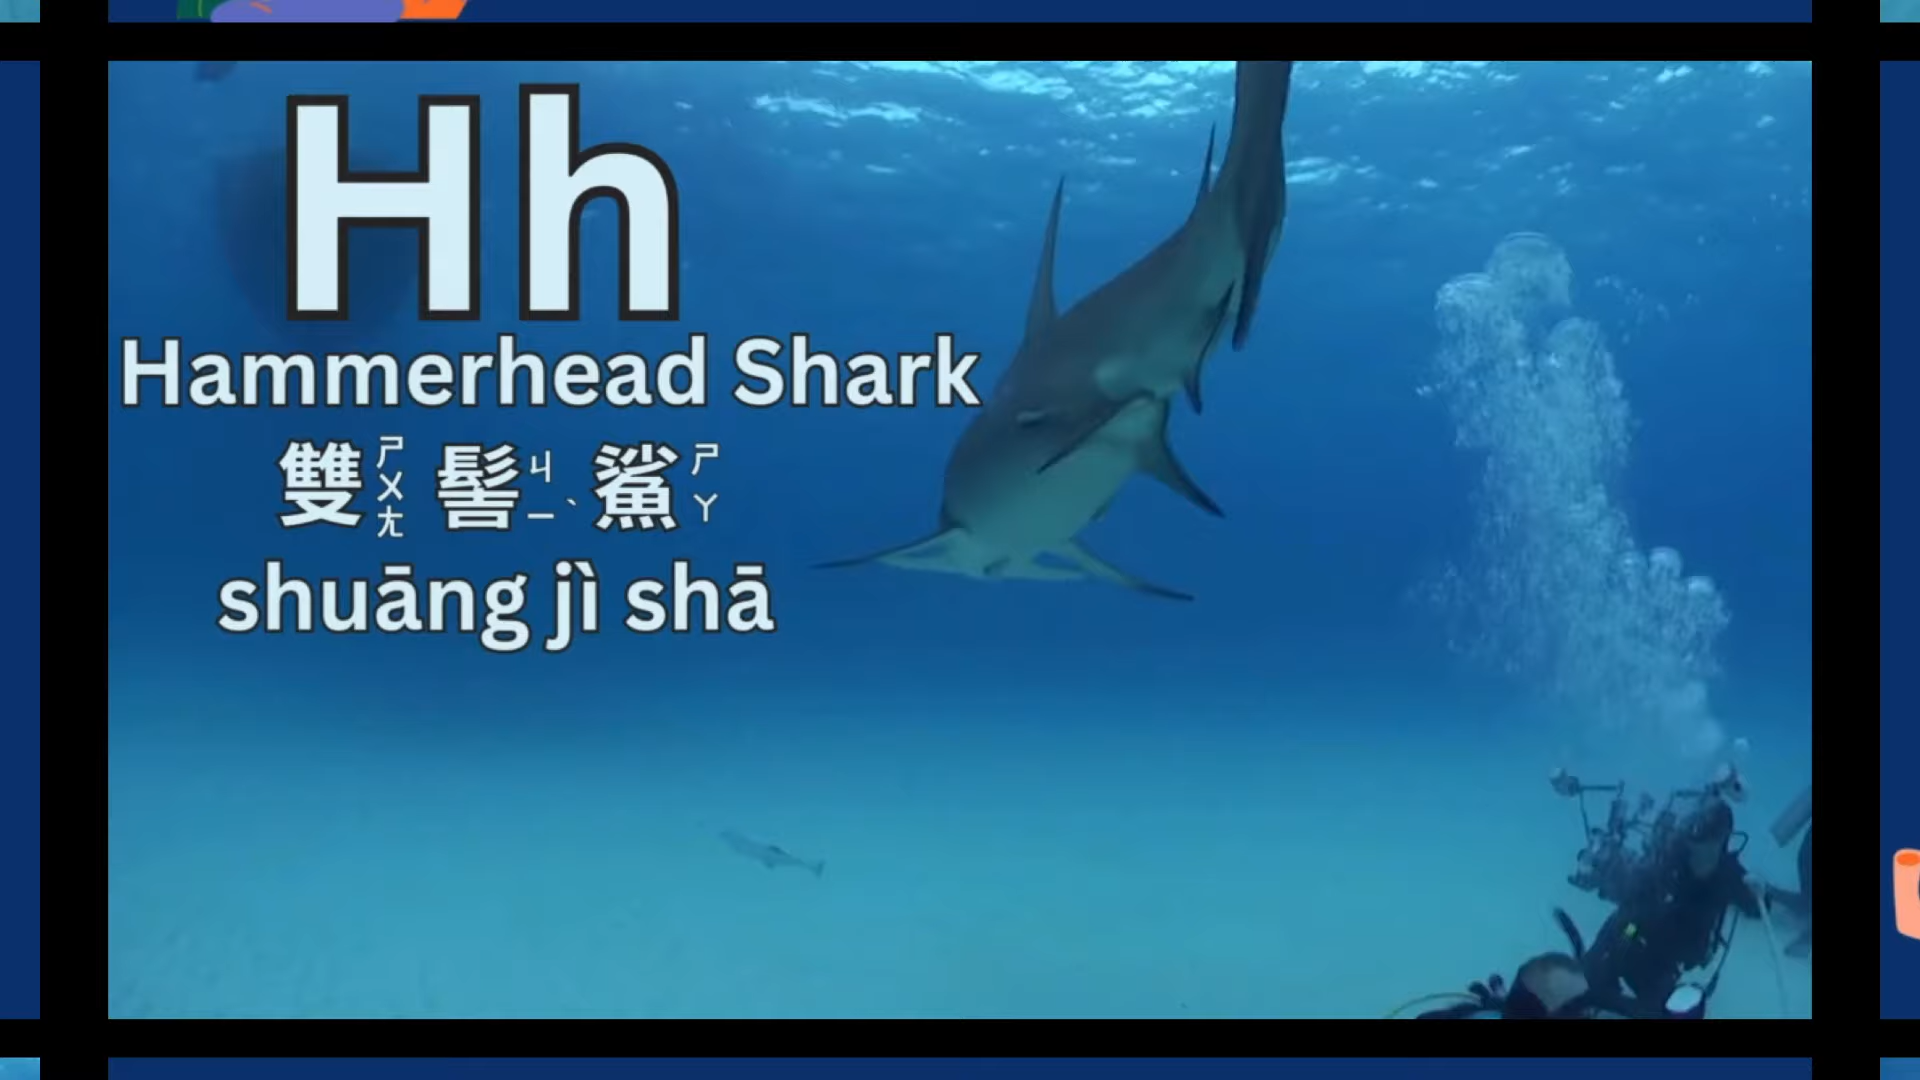 Hh
Hammerhead Shark
雙ㄕㄨㄤ 髻ㄐㄧˋ 鯊ㄕㄚ
shuāng jì shā